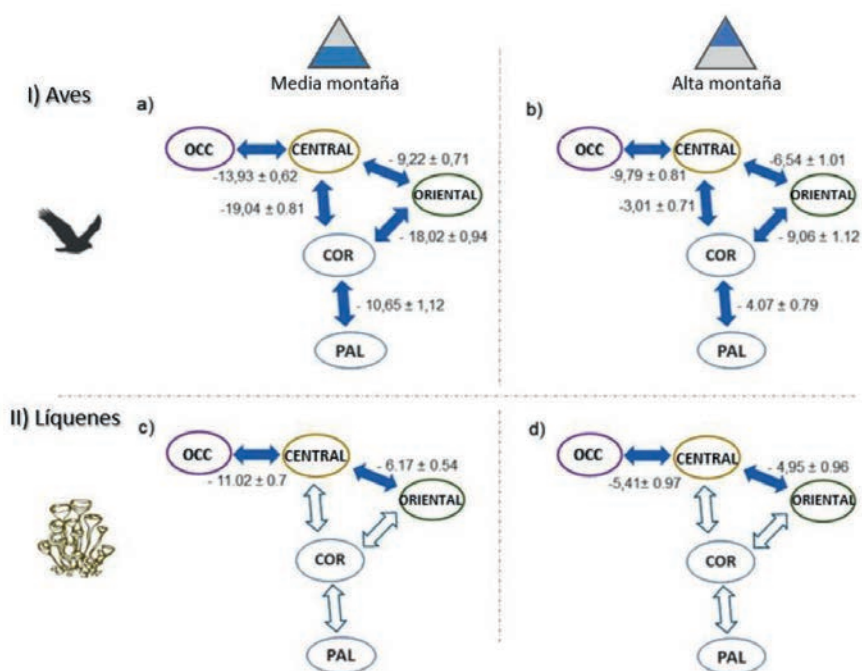 Media montaña
Alta montaña
I) Aves
a)
OCC
CENTRAL
- 9,22 ± 0,71
-13,93 ± 0,62
ORIENTAL
-19,04 ± 0.81
- 18,02 ± 0,94
COR
- 10,65 ± 1,12
PAL
b)
OCC
CENTRAL
-6,54 ± 1.01
-9,79 ± 0.81
ORIENTAL
-3,01 ± 0.71
- 9,06 ± 1.12
COR
- 4.07 ± 0.79
PAL
II) Líquenes
c)
OCC
CENTRAL
- 6.17 ± 0.54
- 11.02 ± 0.7
ORIENTAL
COR
PAL
d)
OCC
CENTRAL
- 4,95 ± 0.96
-5,41± 0.97
ORIENTAL
COR
PAL